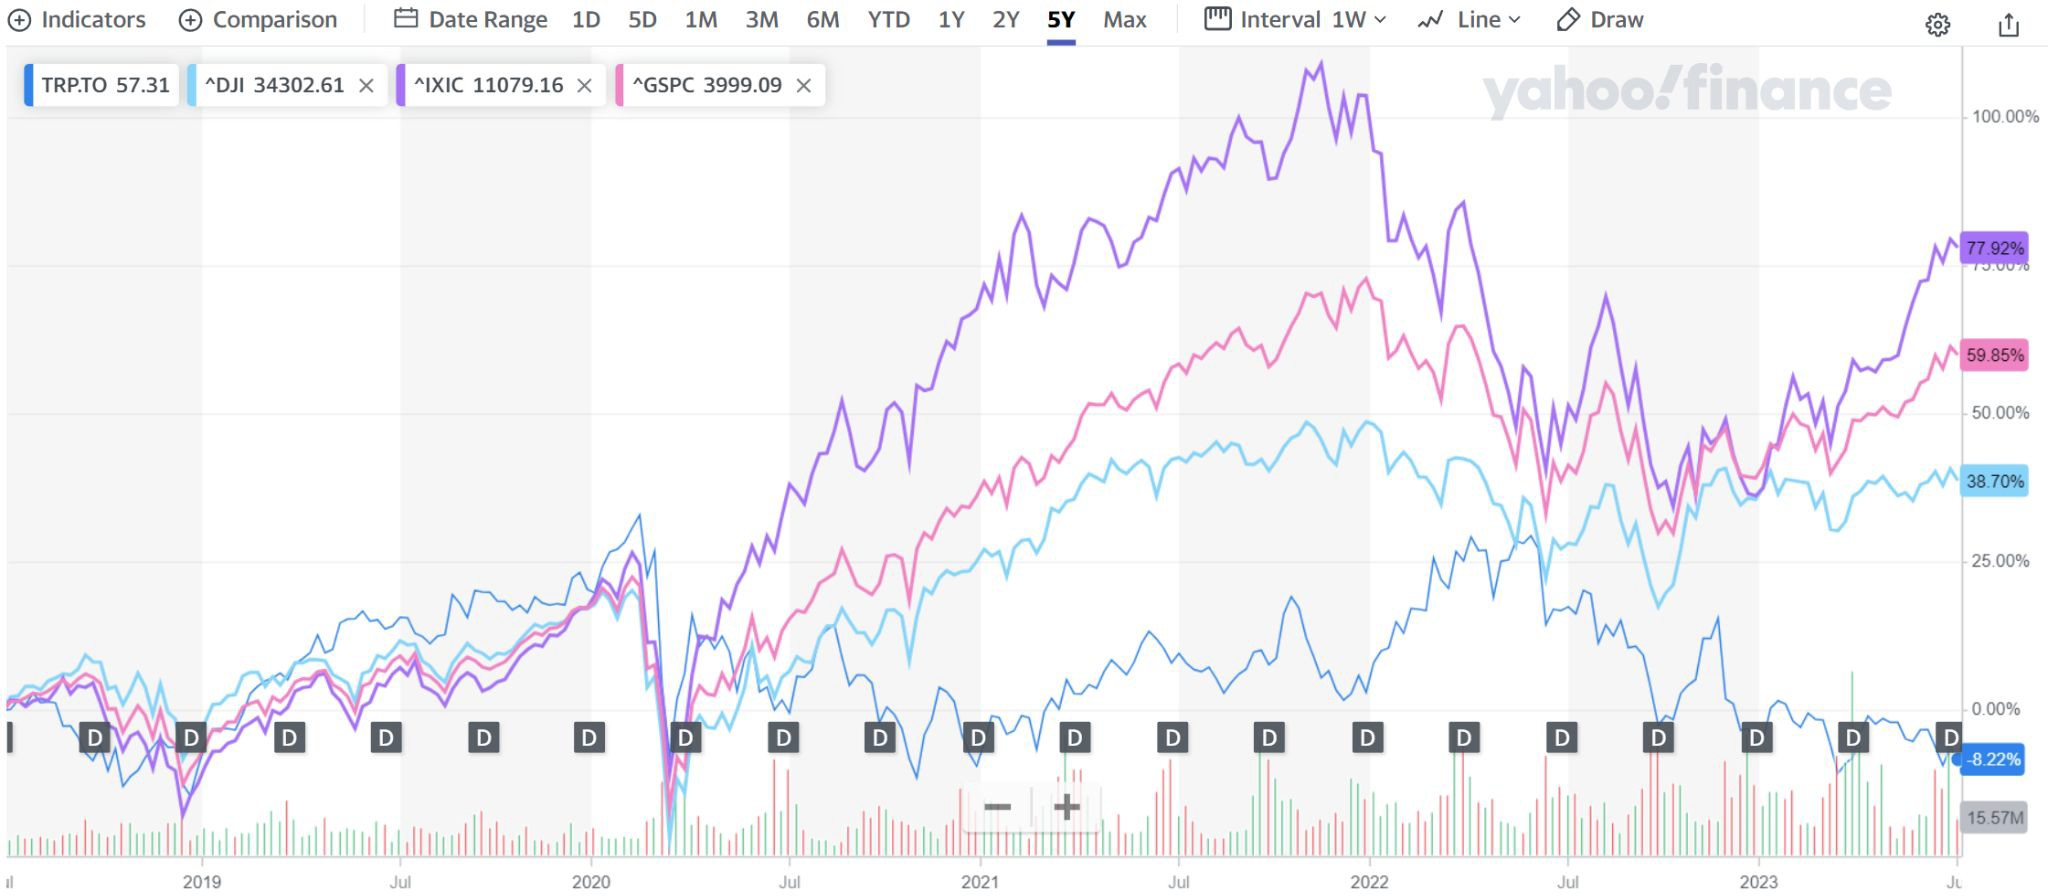 Indicators Comparison Date Range 1D 5D 1M 3M 6M YTD 1Y 2Y 5Y Max Interval 1W Line Draw
TRP.TO 57.31 ^DJI 34302.61 ^IXIC 11079.16 ^GSPC 3999.09
yahoo!finance
100.00%
77.92%
75.00%
59.85%
50.00%
38.70%
25.00%
0.00%
D D D D D D D D D D D D D D D D D D D D
-8.22%
15.57M
2019 Jul 2020 Jul 2021 Jul 2022 Jul 2023